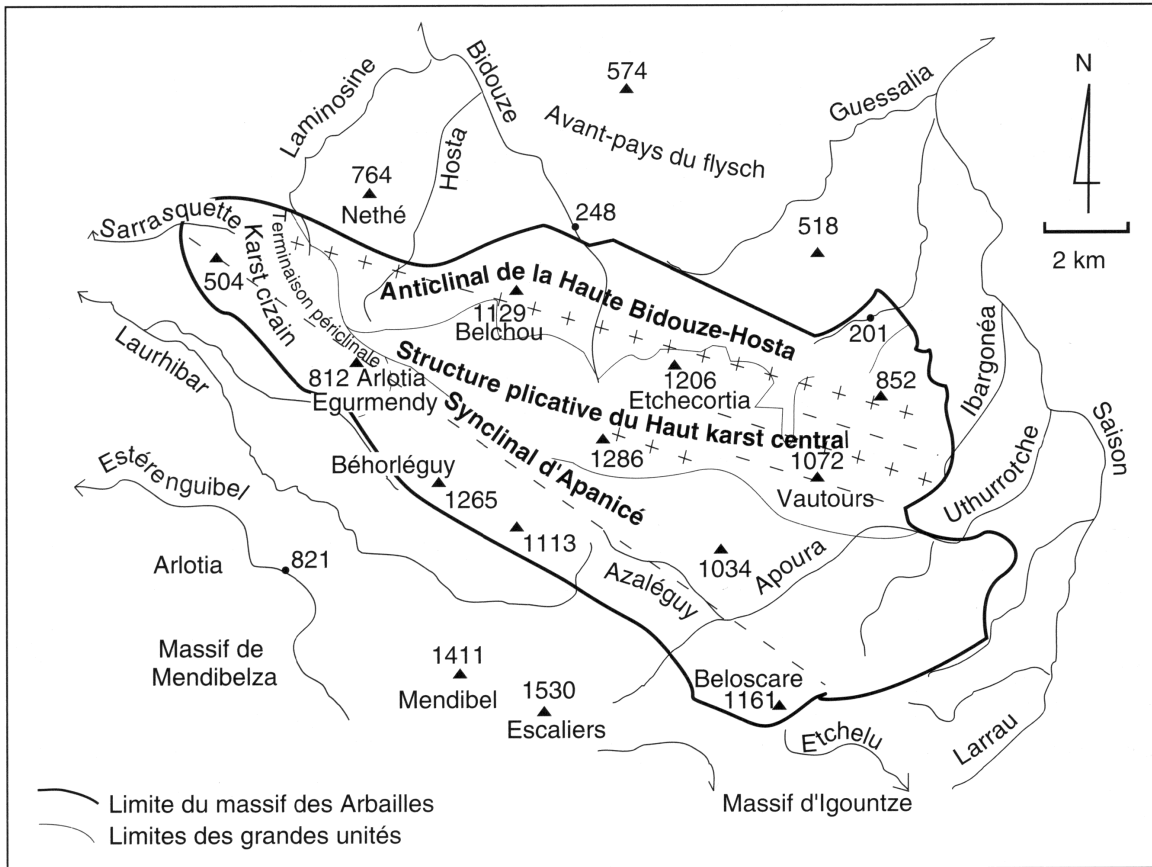 574
Bidouze
Laminosine
Guessalia
N
Avant-pays du flysch
Hosta
764
Nethé
248
518
2 km
Sarrasquette
Terminaison périclinale
Karst cizain
504
Anticlinal de la Haute Bidouze-Hosta
1129
Belchou
201
Ibargonéa
Laurhibar
812 Arlotia
Egurmendy
Structure plicative du Haut karst central
1206
Etchecortia
852
Saison
Synclinal d'Apanicé
1286
1072
Vautours
Estérenguibel
Béhorléguy
1265
Uthurrotche
1113
1034
Apoura
Arlotia
821
Azaléguy
Massif de
Mendibelza
1411
Mendibel
1530
Escaliers
Beloscare
1161
Etchelu
Larrau
Massif d'Igountze
Limite du massif des Arbailles
Limites des grandes unités